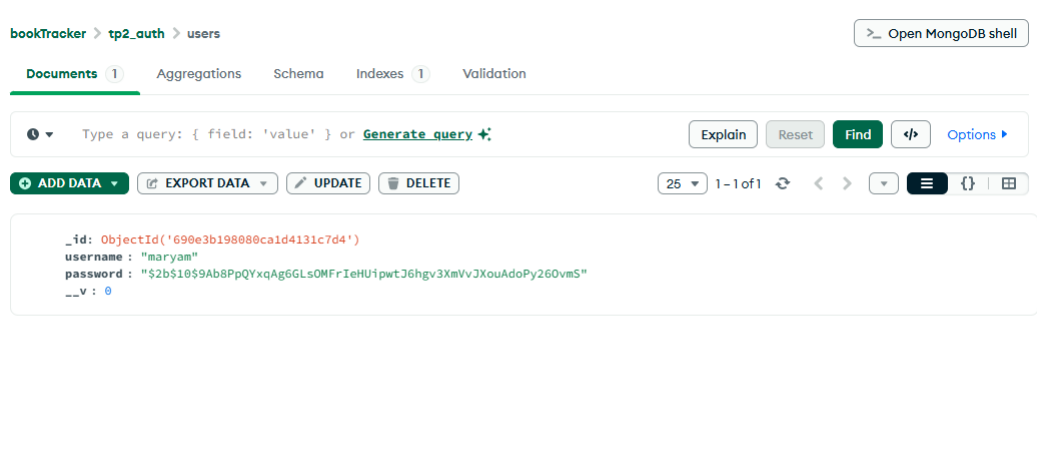 bookTracker > tp2_auth > users
>_ Open MongoDB shell
Documents 1 Aggregations Schema Indexes 1 Validation
Type a query: { field: 'value' } or Generate query
Explain Reset Find </> Options
ADD DATA EXPORT DATA UPDATE DELETE
25 1 – 1 of 1 {}
_id: ObjectId('690e3b198080ca1d4131c7d4')
username : "maryam"
password : "$2b$10$9Ab8PpQYxqAg6GLsOMFrIeHUipwtJ6hgv3XmVvJXouAdoPy26OvmS"
__v : 0